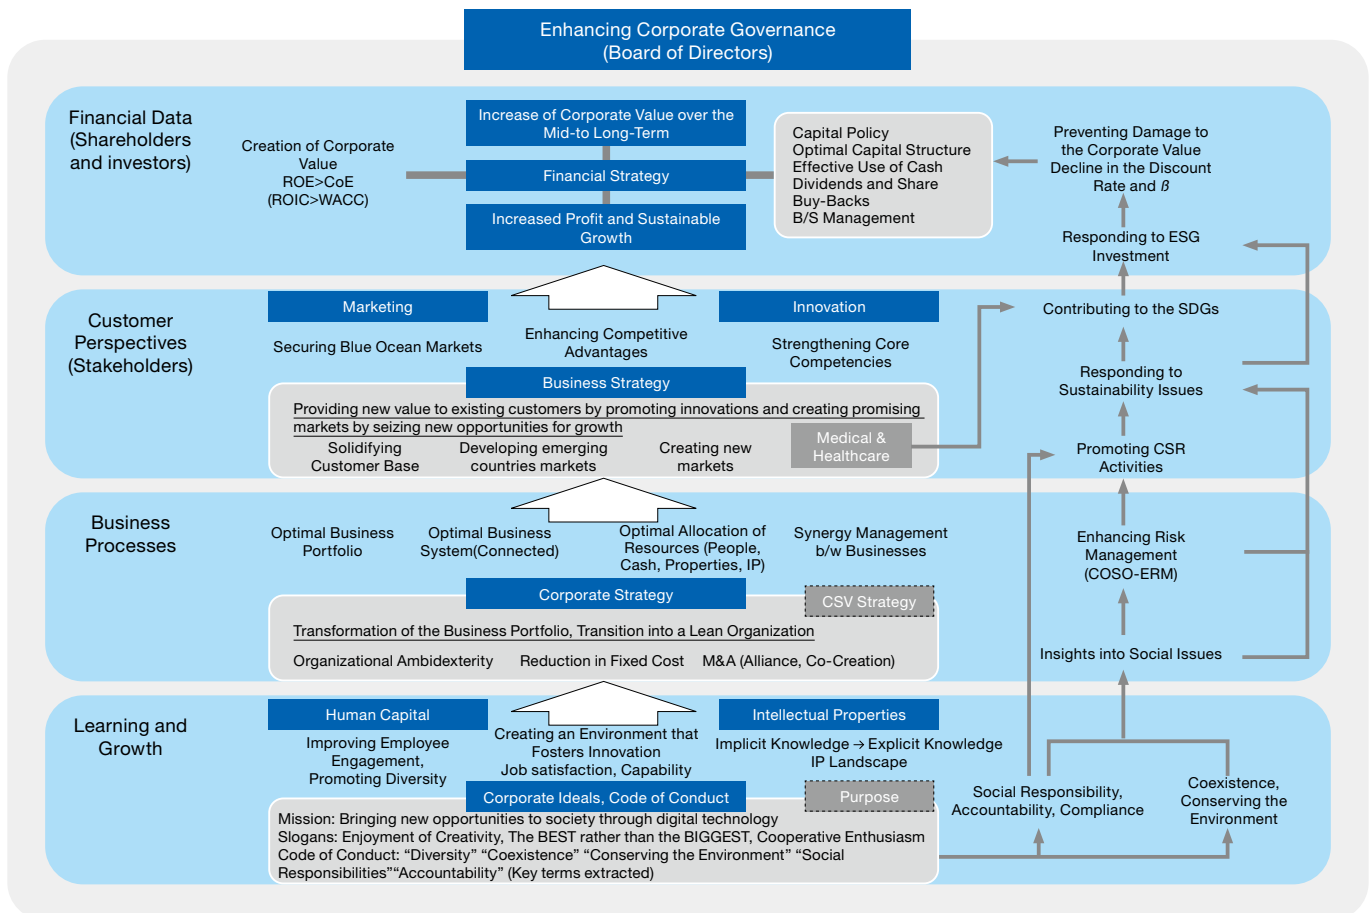 Enhancing Corporate Governance
(Board of Directors)
Financial Data
(Shareholders
and investors)
Creation of Corporate
Value
ROE>CoE
(ROIC>WACC)
Increase of Corporate Value over the
Mid-to Long-Term
Financial Strategy
Increased Profit and Sustainable
Growth
Capital Policy
Optimal Capital Structure
Effective Use of Cash
Dividends and Share
Buy-Backs
B/S Management
Preventing Damage to
the Corporate Value
Decline in the Discount
Rate and ß
Responding to ESG
Investment
Customer
Perspectives
(Stakeholders)
Marketing
Securing Blue Ocean Markets
Enhancing Competitive
Advantages
Innovation
Strengthening Core
Competencies
Business Strategy
Providing new value to existing customers by promoting innovations and creating promising
markets by seizing new opportunities for growth
Solidifying
Customer Base
Developing emerging
countries markets
Creating new
markets
Medical &
Healthcare
Contributing to the SDGs
Responding to
Sustainability Issues
Promoting CSR
Activities
Business
Processes
Optimal Business
Portfolio
Optimal Business
System(Connected)
Optimal Allocation of
Resources (People,
Cash, Properties, IP)
Synergy Management
b/w Businesses
Corporate Strategy
CSV Strategy
Transformation of the Business Portfolio, Transition into a Lean Organization
Organizational Ambidexterity
Reduction in Fixed Cost
M&A (Alliance, Co-Creation)
Enhancing Risk
Management
(COSO-ERM)
Insights into Social Issues
Learning and
Growth
Human Capital
Improving Employee
Engagement,
Promoting Diversity
Creating an Environment that
Fosters Innovation
Job satisfaction, Capability
Intellectual Properties
Implicit Knowledge → Explicit Knowledge
IP Landscape
Corporate Ideals, Code of Conduct
Purpose
Mission: Bringing new opportunities to society through digital technology
Slogans: Enjoyment of Creativity, The BEST rather than the BIGGEST, Cooperative Enthusiasm
Code of Conduct: “Diversity” “Coexistence” “Conserving the Environment” “Social
Responsibilities”“Accountability” (Key terms extracted)
Social Responsibility,
Accountability, Compliance
Coexistence,
Conserving the
Environment